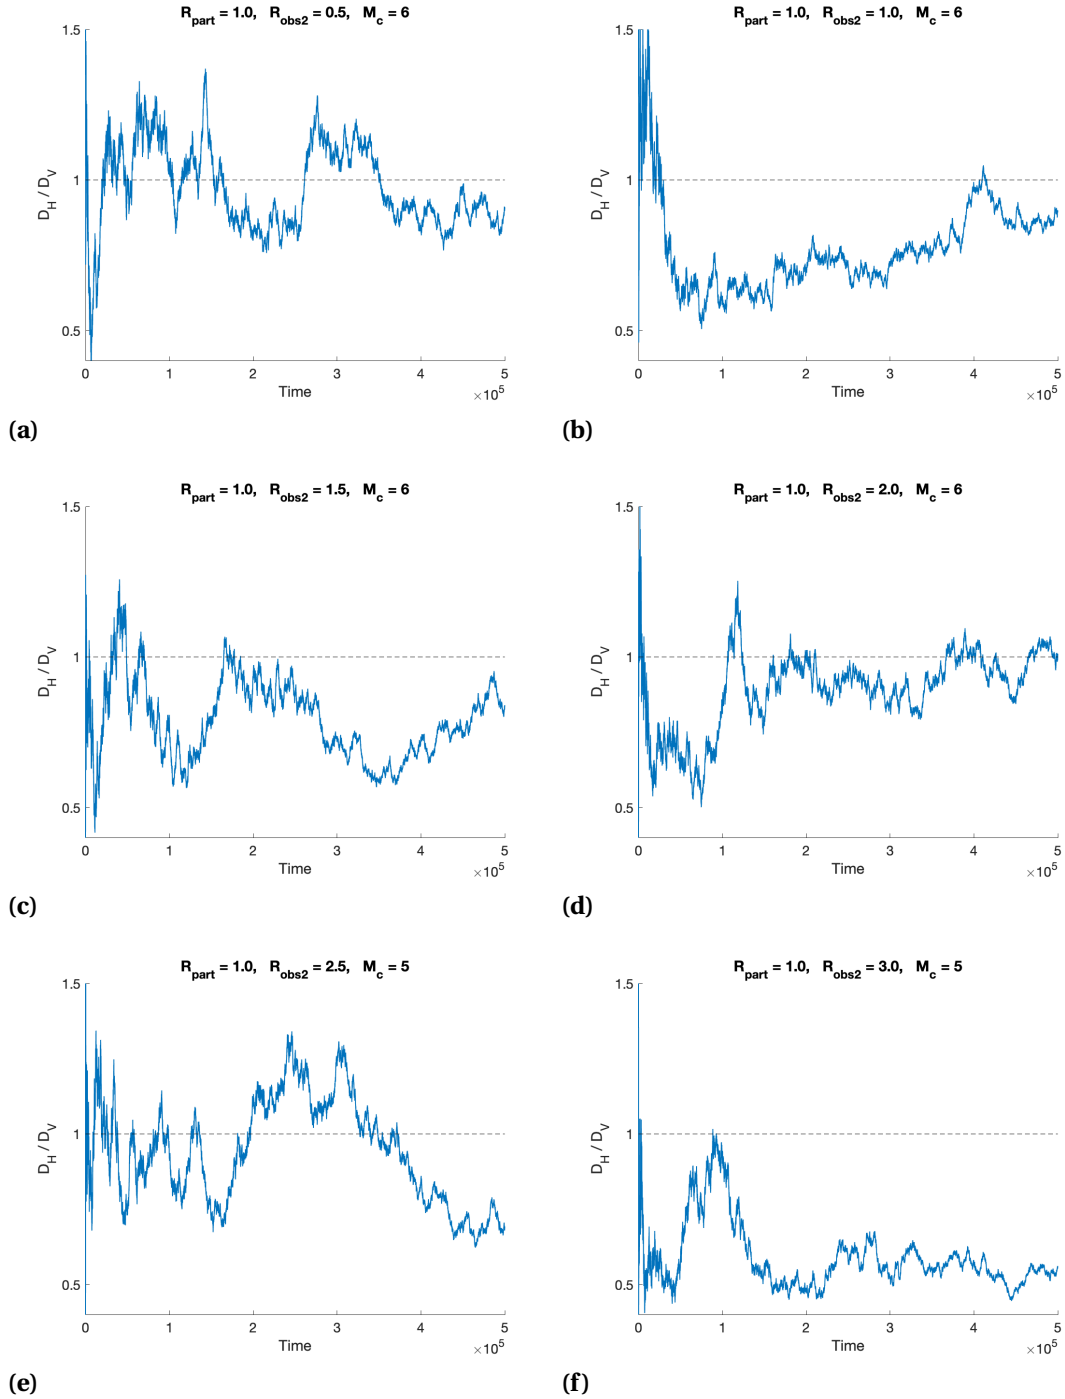 R_part = 1.0, R_obs2 = 0.5, M_c = 6
1.5
1
0.5
D_H / D_V
0 1 2 3 4 5
Time
×10^5
(a)
R_part = 1.0, R_obs2 = 1.0, M_c = 6
1.5
1
0.5
D_H / D_V
0 1 2 3 4 5
Time
×10^5
(b)
R_part = 1.0, R_obs2 = 1.5, M_c = 6
1.5
1
0.5
D_H / D_V
0 1 2 3 4 5
Time
×10^5
(c)
R_part = 1.0, R_obs2 = 2.0, M_c = 6
1.5
1
0.5
D_H / D_V
0 1 2 3 4 5
Time
×10^5
(d)
R_part = 1.0, R_obs2 = 2.5, M_c = 5
1.5
1
0.5
D_H / D_V
0 1 2 3 4 5
Time
×10^5
(e)
R_part = 1.0, R_obs2 = 3.0, M_c = 5
1.5
1
0.5
D_H / D_V
0 1 2 3 4 5
Time
×10^5
(f)